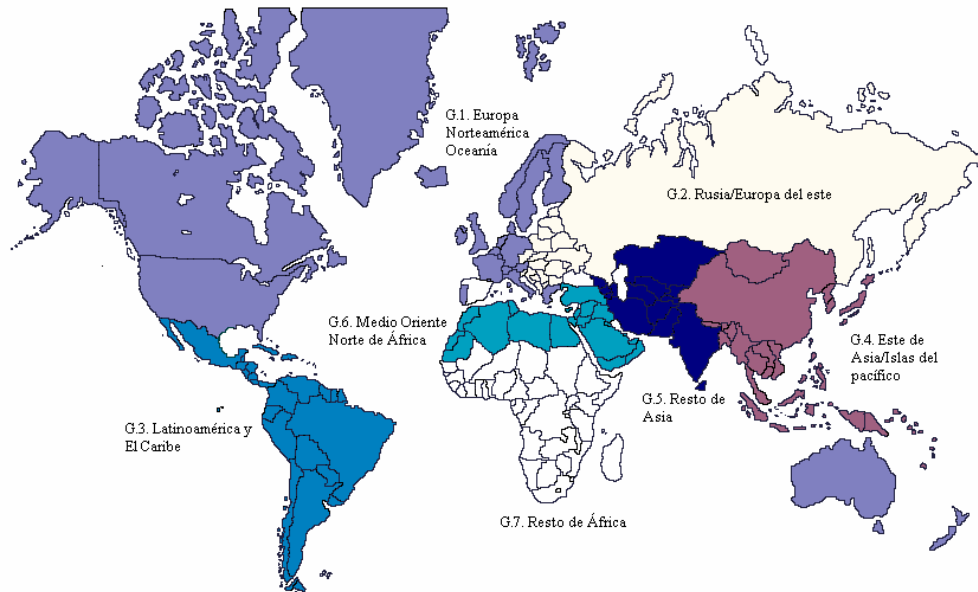 G.1. Europa
Norteamérica
Oceanía
G.2. Rusia/Europa del este
G.6. Medio Oriente
Norte de África
G.4. Este de
Asia/Islas del
pacífico
G.5. Resto de
Asia
G.3. Latinoamérica y
El Caribe
G.7. Resto de África